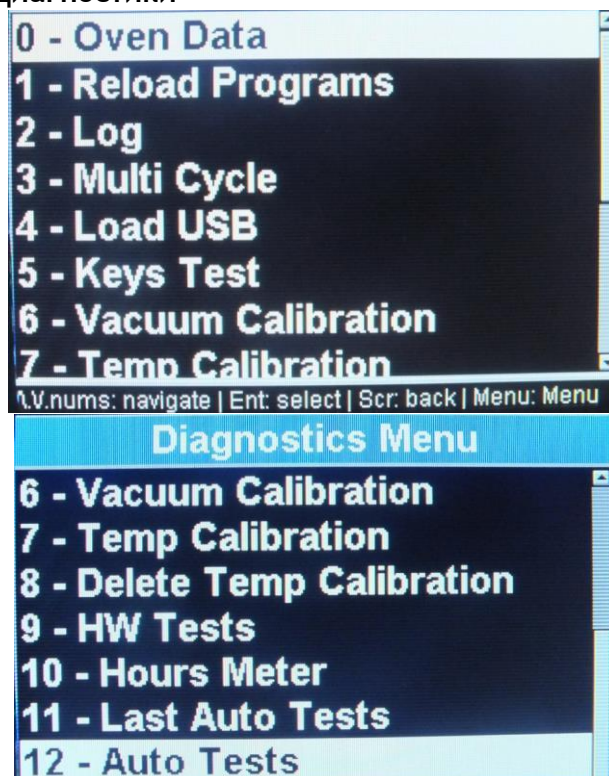 диагностики
0 - Oven Data
1 - Reload Programs
2 - Log
3 - Multi Cycle
4 - Load USB
5 - Keys Test
6 - Vacuum Calibration
7 - Temp Calibration
nums: navigate | Ent: select | Scr: back | Menu: Menu
Diagnostics Menu
6 - Vacuum Calibration
7 - Temp Calibration
8 - Delete Temp Calibration
9 - HW Tests
10 - Hours Meter
11 - Last Auto Tests
12 - Auto Tests